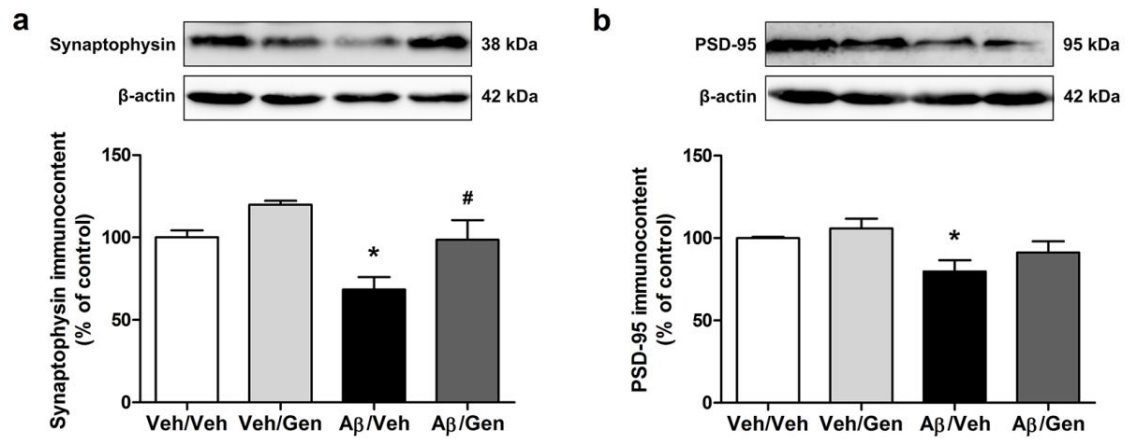 a
Synaptophysin
38 kDa
β-actin
42 kDa
Synaptophysin immunocontent
(% of control)
150
100
50
0
*
#
Veh/Veh Veh/Gen Aβ/Veh Aβ/Gen
b
PSD-95
95 kDa
β-actin
42 kDa
PSD-95 immunocontent
(% of control)
150
100
50
0
*
Veh/Veh Veh/Gen Aβ/Veh Aβ/Gen